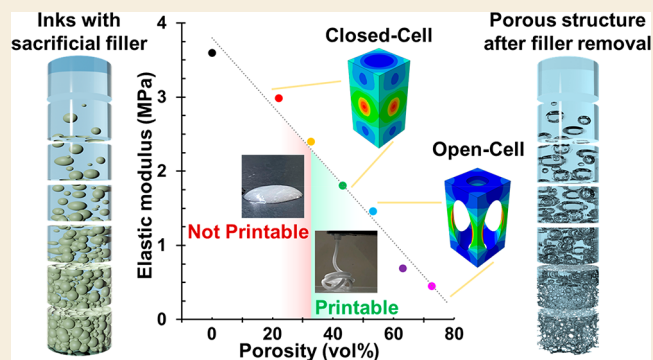 Inks with
sacrificial filler
Elastic modulus (MPa)
4
3
2
1
0
0
20
40
60
80
Porosity (vol%)
Closed-Cell
Open-Cell
Not Printable
Printable
Porous structure
after filler removal